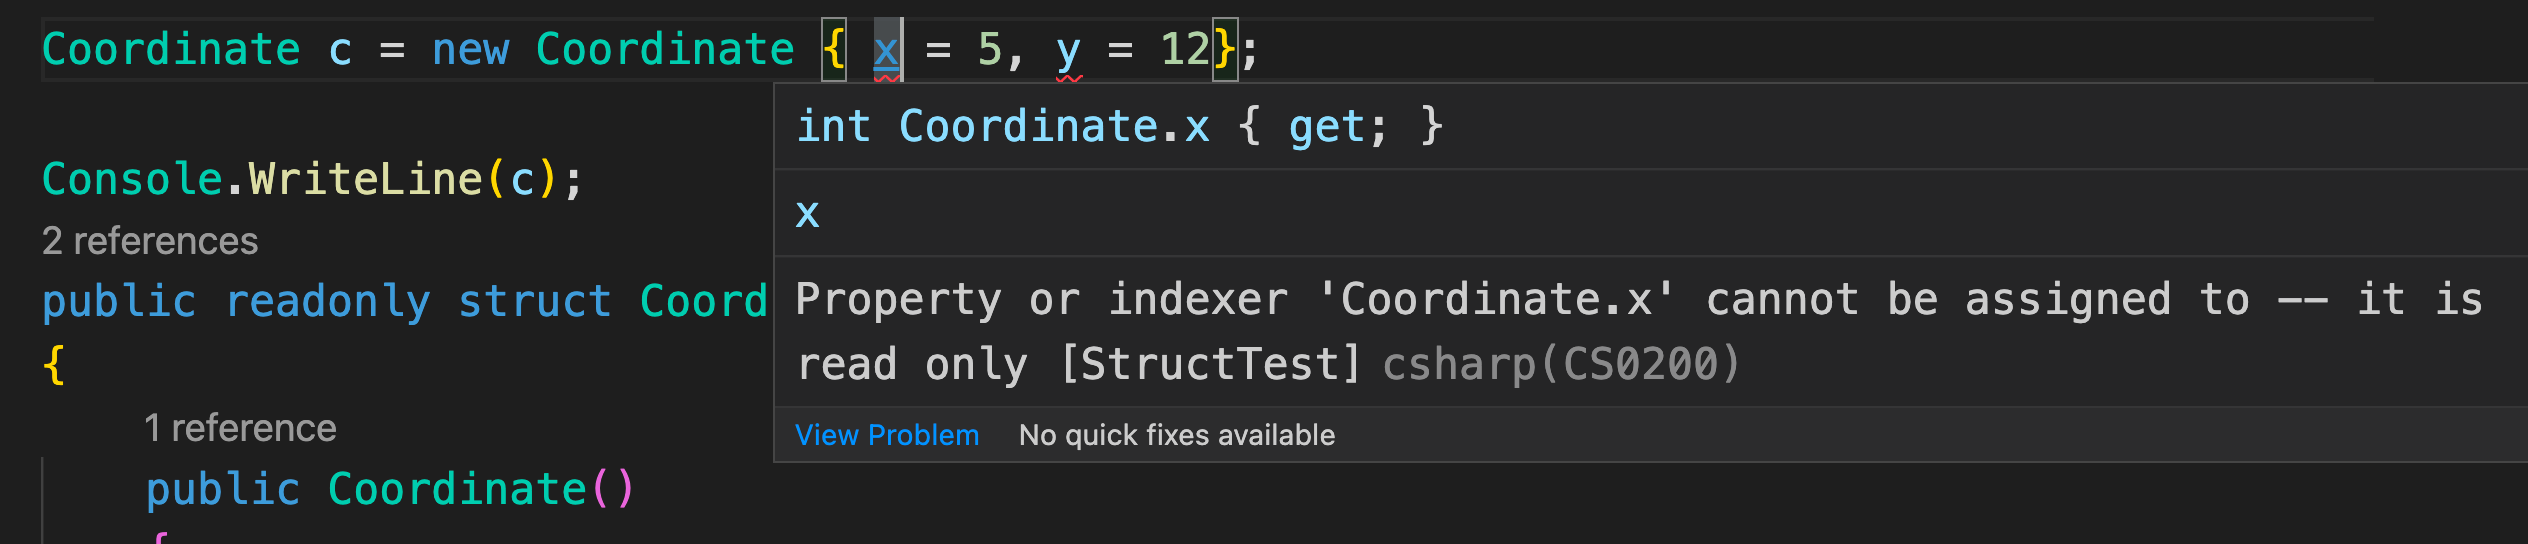 Coordinate c = new Coordinate { x = 5, y = 12};
int Coordinate.x { get; }
x
Property or indexer 'Coordinate.x' cannot be assigned to –– it is
read only [StructTest] csharp(CS0200)
View Problem No quick fixes available
Console.WriteLine(c);
2 references
public readonly struct Coord
{
1 reference
public Coordinate()
{